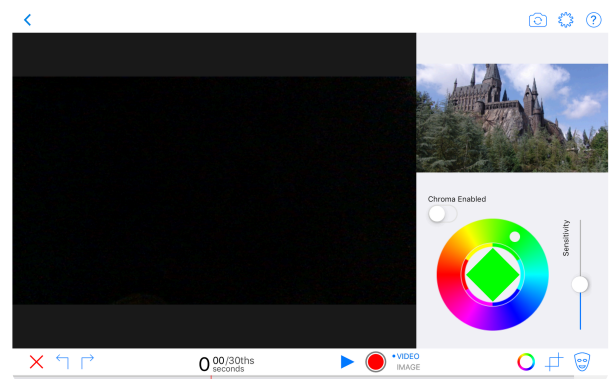 ?
Chroma Enabled
Sensitivity
0 00/30ths
seconds
VIDEO
IMAGE